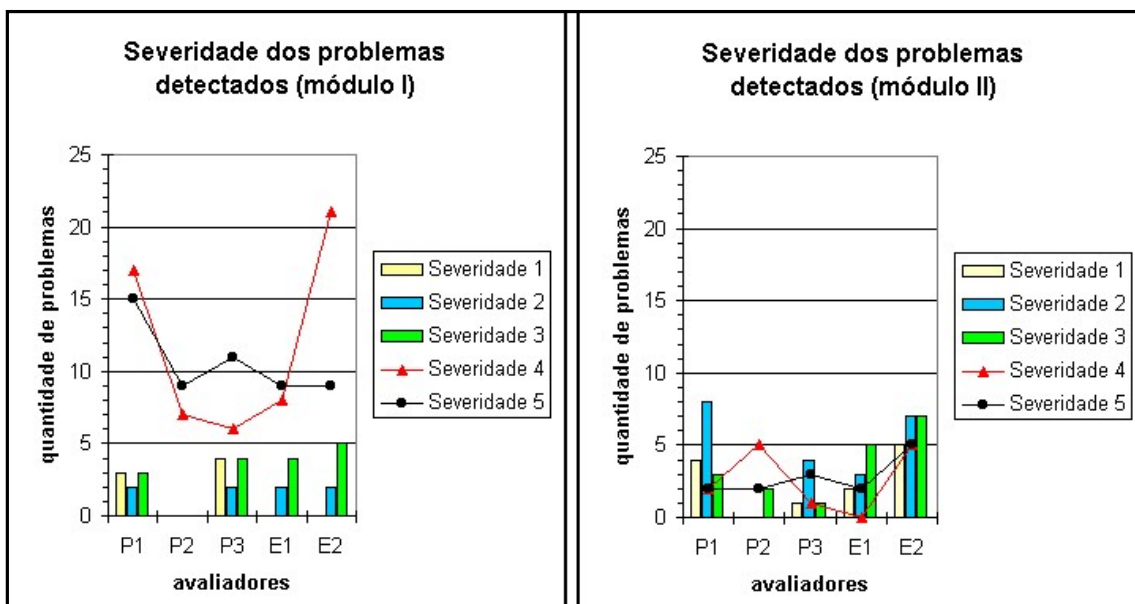 Severidade dos problemas
detectados (módulo I)
25
20
15
10
5
0
quantidade de problemas
P1 P2 P3 E1 E2
avaliadores
Severidade 1
Severidade 2
Severidade 3
Severidade 4
Severidade 5
Severidade dos problemas
detectados (módulo II)
25
20
15
10
5
0
quantidade de problemas
P1 P2 P3 E1 E2
avaliadores
Severidade 1
Severidade 2
Severidade 3
Severidade 4
Severidade 5